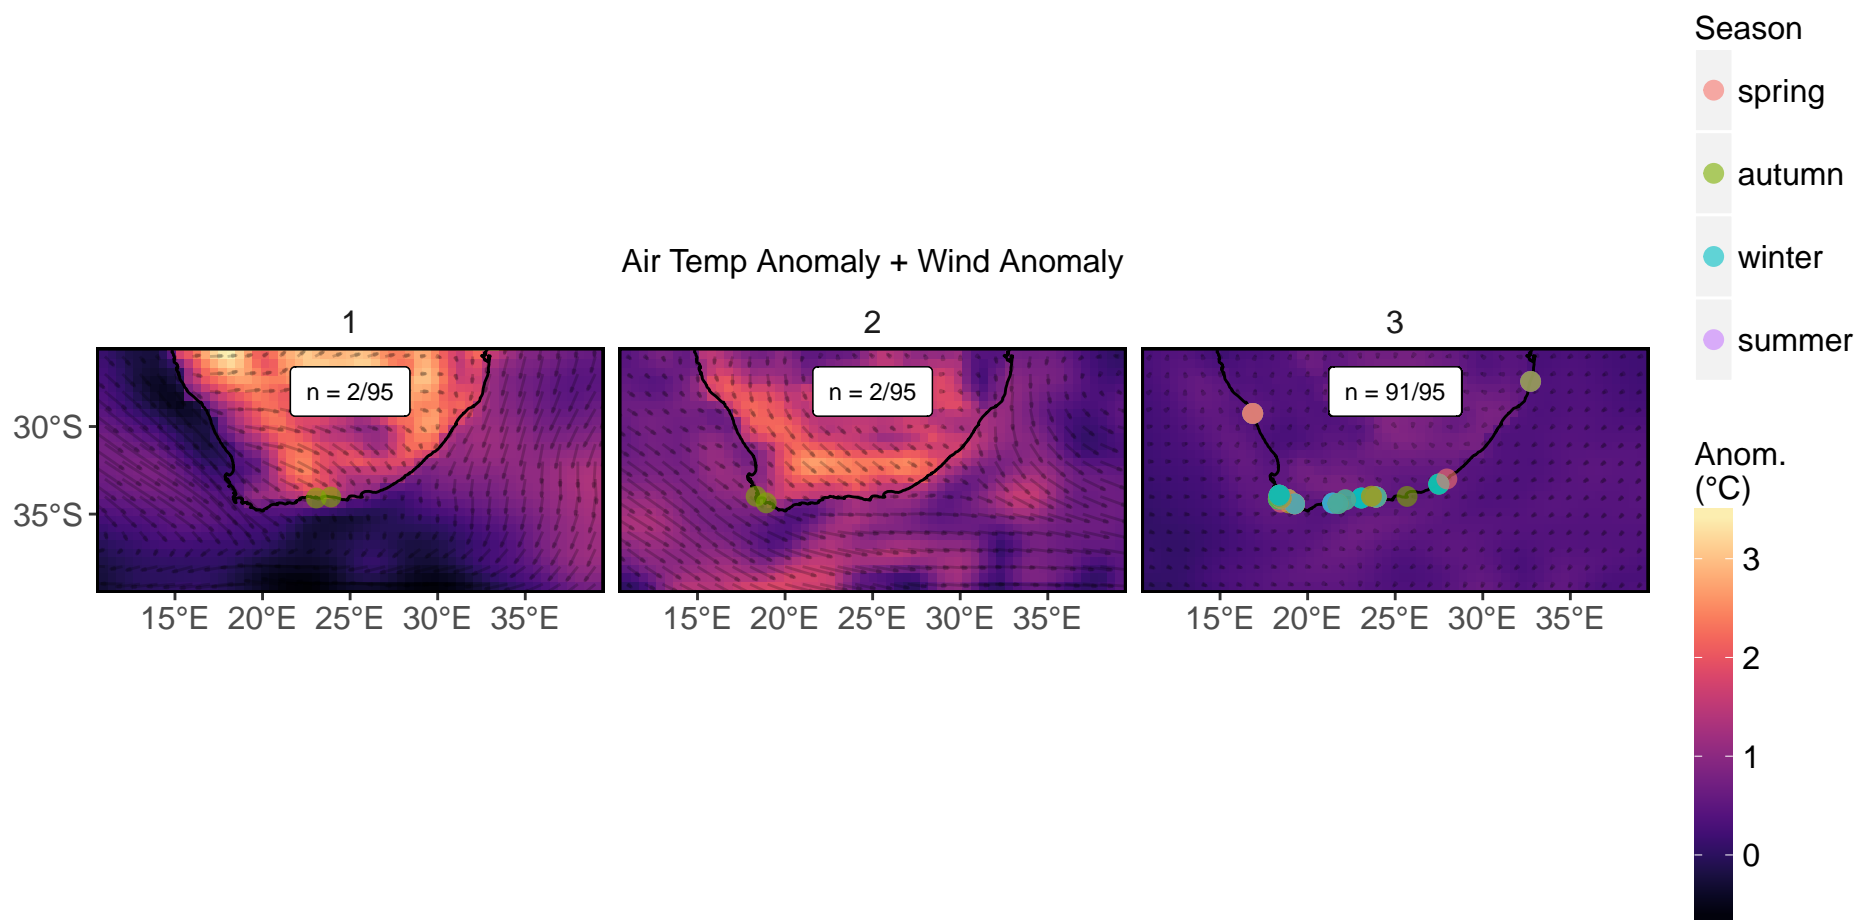 Air Temp Anomaly + Wind Anomaly
1
2
3
n = 2/95
n = 2/95
n = 91/95
30°S
35°S
15°E 20°E 25°E 30°E 35°E
15°E 20°E 25°E 30°E 35°E
15°E 20°E 25°E 30°E 35°E
Season
spring
autumn
winter
summer
Anom.
(°C)
3
2
1
0